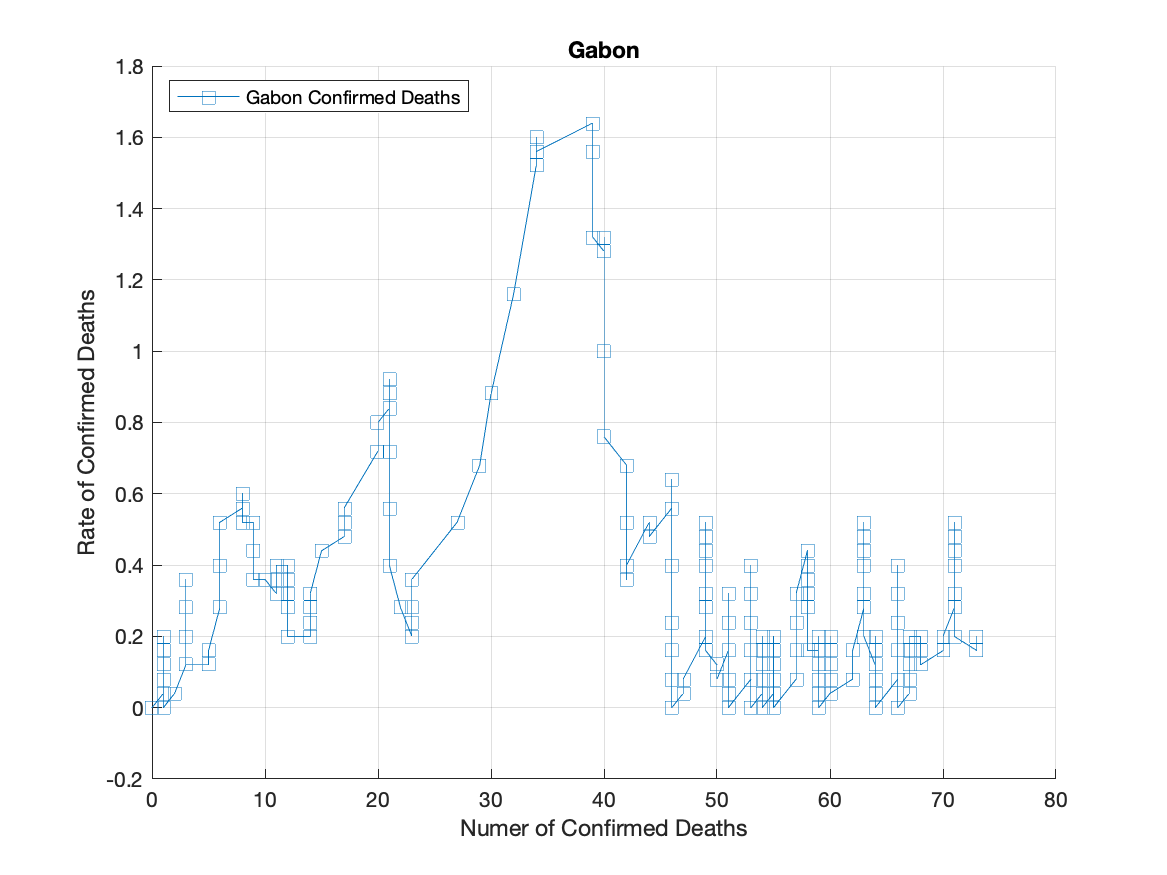 Gabon
Gabon Confirmed Deaths
Rate of Confirmed Deaths
1.8
1.6
1.4
1.2
1
0.8
0.6
0.4
0.2
0
-0.2
0 10 20 30 40 50 60 70 80
Numer of Confirmed Deaths